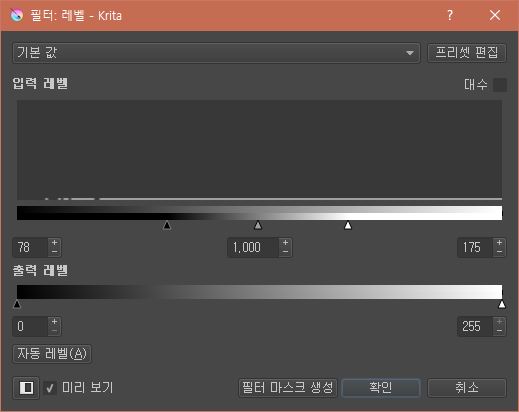 필터: 레벨 - Krita
기본 값
프리셋 편집
입력 레벨
대수
78
1,000
175
출력 레벨
0
255
자동 레벨(A)
미리 보기
필터 마스크 생성
확인
취소